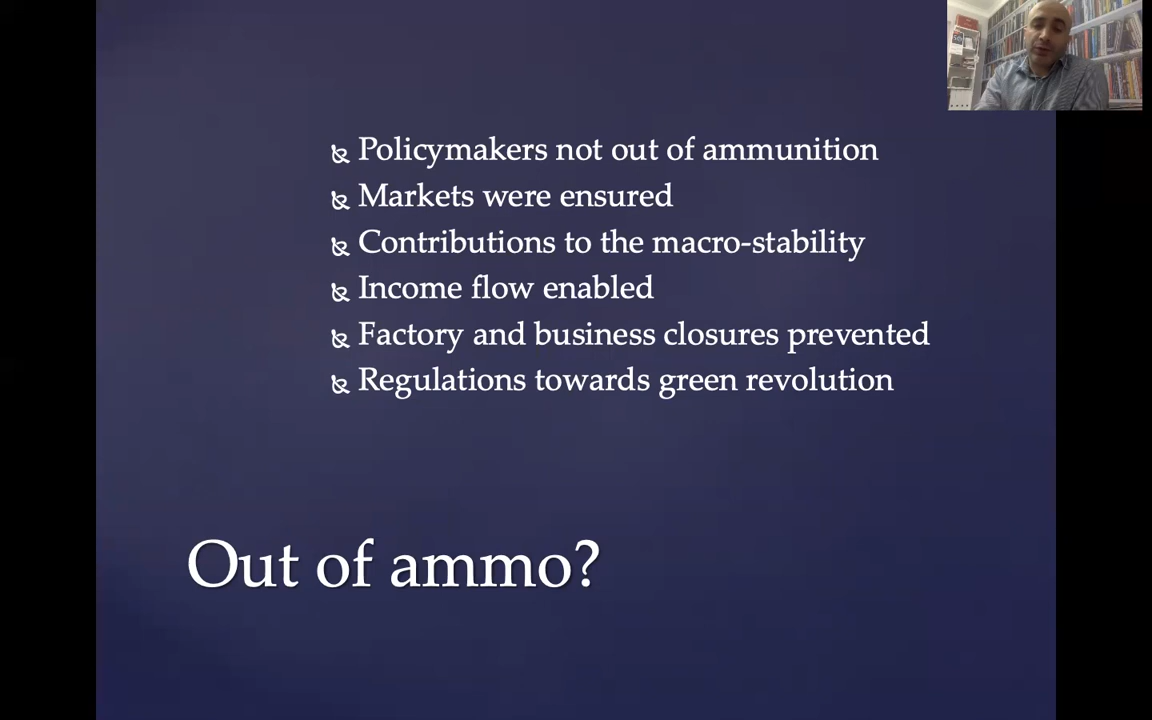 Policymakers not out of ammunition
Markets were ensured
Contributions to the macro-stability
Income flow enabled
Factory and business closures prevented
Regulations towards green revolution
Out of ammo?